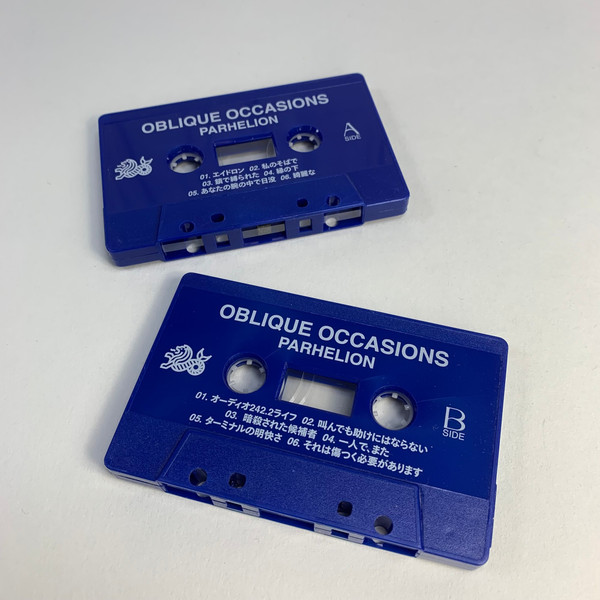 OBLIQUE OCCASIONS
PARHELION
A
SIDE
01. エイドロン 02. 私のそばで
03. 鎖で縛られた 04. 緑の下
05. あなたの胸の中で日没 06. 綺麗な
OBLIQUE OCCASIONS
PARHELION
B
SIDE
01. オーディオ242.2ライフ 02. 叫んでも助けにはならない
03. 暗殺された候補者 04. 一人で、また
05. ターミナルの明快さ 06. それは傷つく必要があります